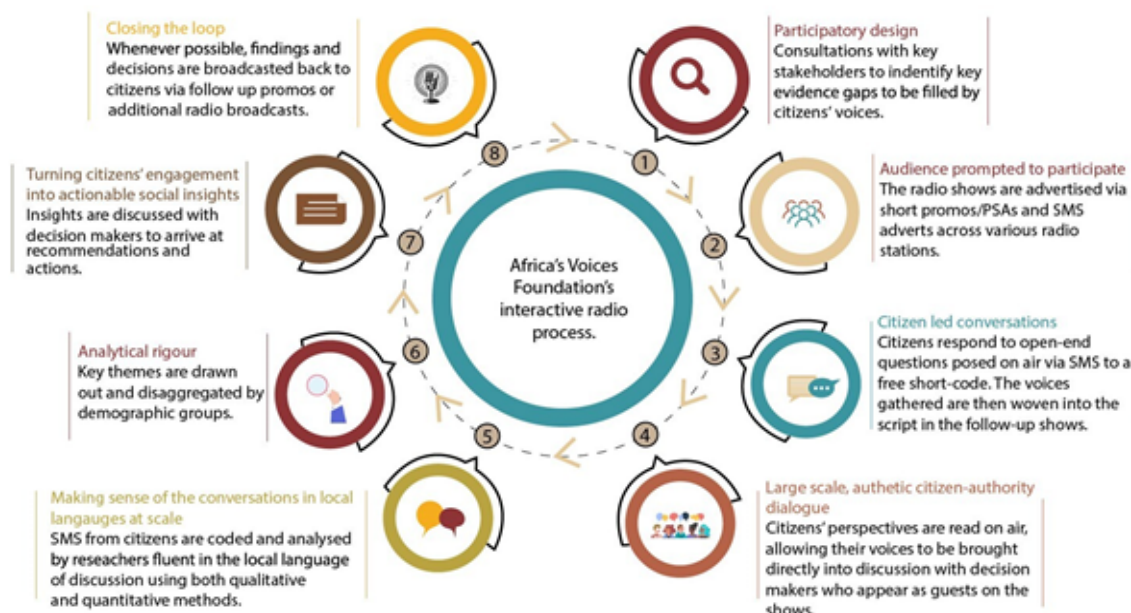 Closing the loop
Whenever possible, findings and
decisions are broadcasted back to
citizens via follow up promos or
additional radio broadcasts.
Participatory design
Consultations with key
stakeholders to indentify key
evidence gaps to be filled by
citizens' voices.
8
1
Turning citizens' engagement
into actionable social insights
Insights are discussed with
decision makers to arrive at
recommendations and
actions.
Audience prompted to participate
The radio shows are advertised via
short promos/PSAs and SMS
adverts across various radio
stations.
7
2
Africa's Voices
Foundation's
interactive radio
process.
Analytical rigour
Key themes are drawn
out and disaggregated by
demographic groups.
6
3
Citizen led conversations
Citizens respond to open-end
questions posed on air via SMS to a
free short-code. The voices
gathered are then woven into the
script in the follow-up shows.
5
4
Making sense of the conversations in local
langauges at scale
SMS from citizens are coded and analysed
by reseachers fluent in the local language
of discussion using both qualitative
and quantitative methods.
Large scale, authetic citizen-authority
dialogue
Citizens' perspectives are read on air,
allowing their voices to be brought
directly into discussion with decision
makers who appear as guests on the
shows.